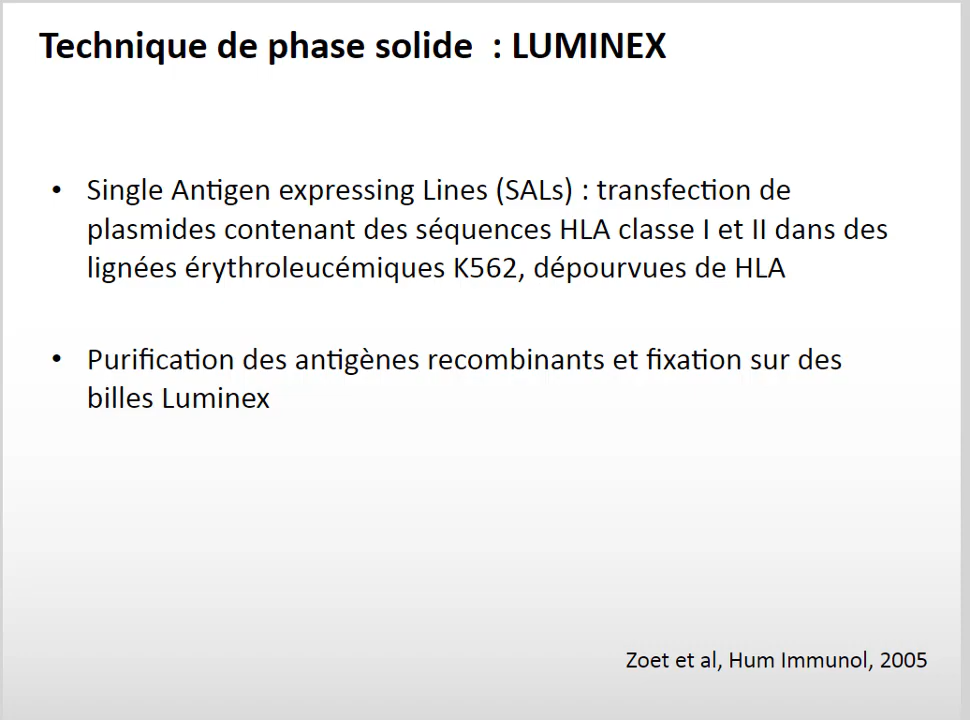 Technique de phase solide : LUMINEX
• Single Antigen expressing Lines (SALs) : transfection de
plasmides contenant des séquences HLA classe I et II dans des
lignées érythroleucémiques K562, dépourvues de HLA
• Purification des antigènes recombinants et fixation sur des
billes Luminex
Zoet et al, Hum Immunol, 2005